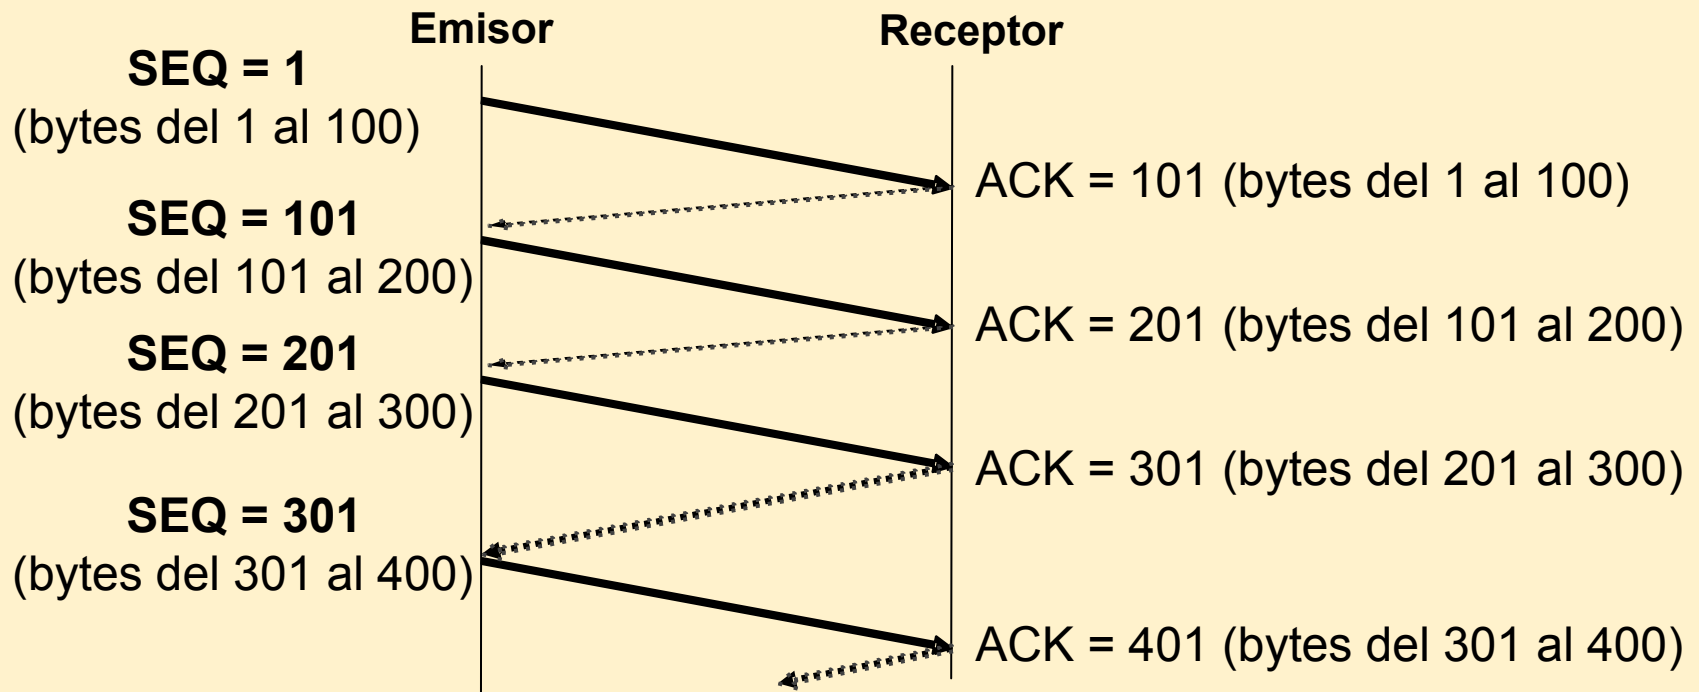 Emisor
Receptor
SEQ = 1
(bytes del 1 al 100)
ACK = 101 (bytes del 1 al 100)
SEQ = 101
(bytes del 101 al 200)
ACK = 201 (bytes del 101 al 200)
SEQ = 201
(bytes del 201 al 300)
ACK = 301 (bytes del 201 al 300)
SEQ = 301
(bytes del 301 al 400)
ACK = 401 (bytes del 301 al 400)